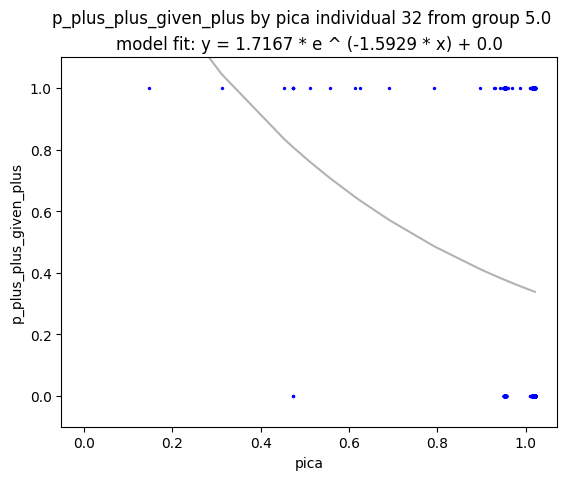 p_plus_plus_given_plus by pica individual 32 from group 5.0
model fit: y = 1.7167 * e ^ (-1.5929 * x) + 0.0
1.0
0.8
0.6
0.4
0.2
0.0
p_plus_plus_given_plus
0.0 0.2 0.4 0.6 0.8 1.0
pica